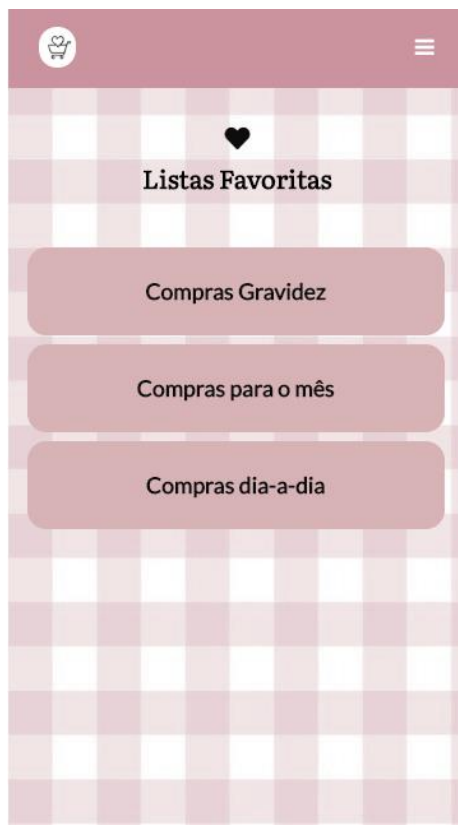 Listas Favoritas
Compras Gravidez
Compras para o mês
Compras dia-a-dia